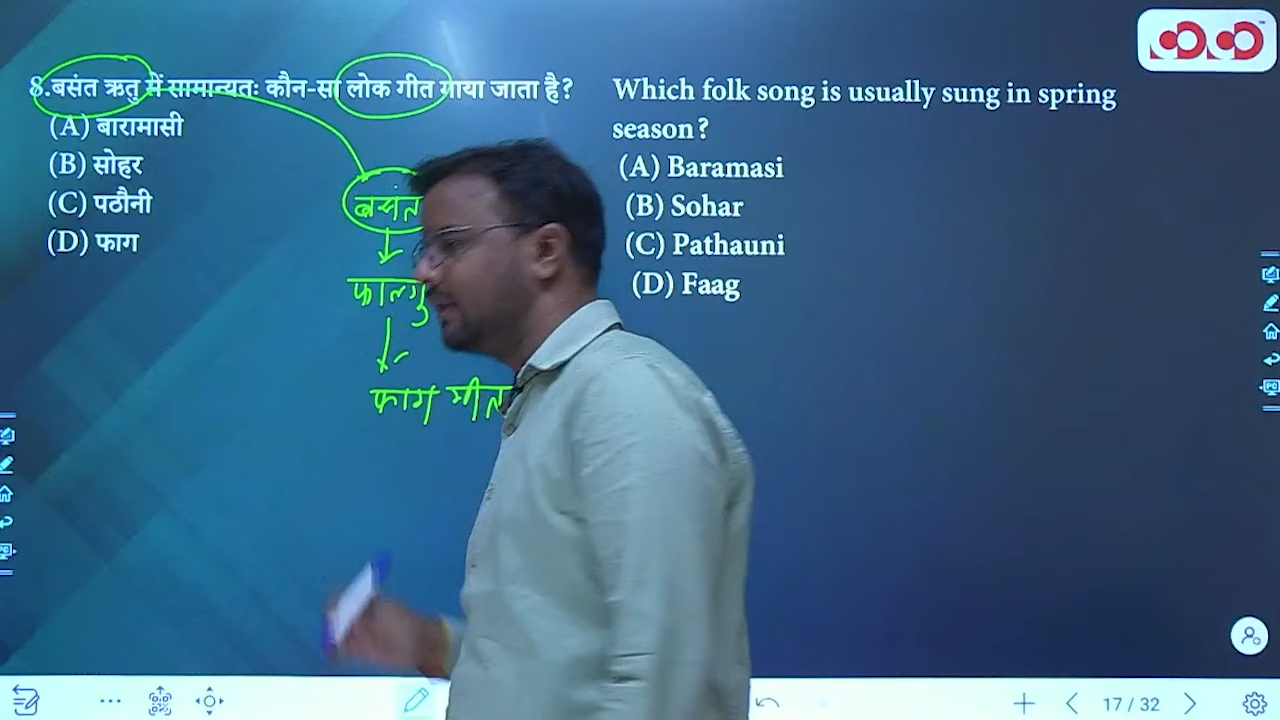 8.बसंत ऋतु में सामान्यतः कौन-सा लोक गीत गाया जाता है?
(A) बारामासी
(B) सोहर
(C) पठौनी
(D) फाग
Which folk song is usually sung in spring
season?
(A) Baramasi
(B) Sohar
(C) Pathauni
(D) Faag
बसंत
फाल्गु
फाग गीत
17 / 32